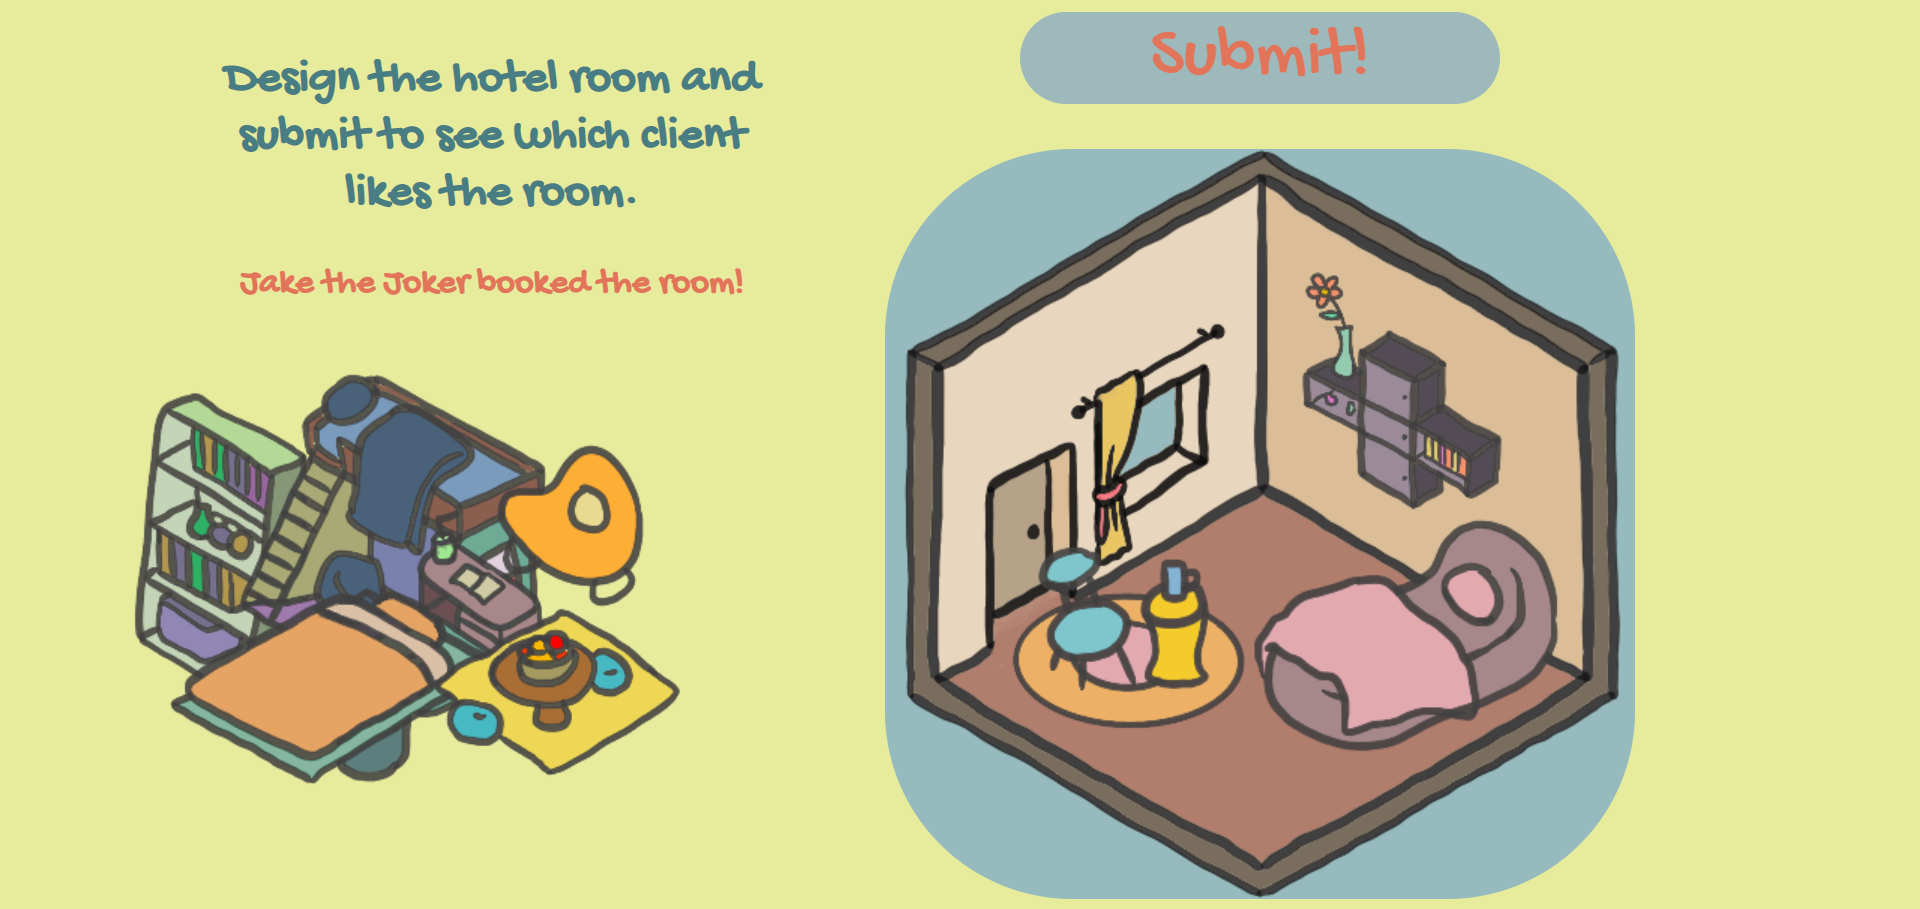 Design the hotel room and
submit to see which client
likes the room.
Jake the Joker booked the room!
Submit!